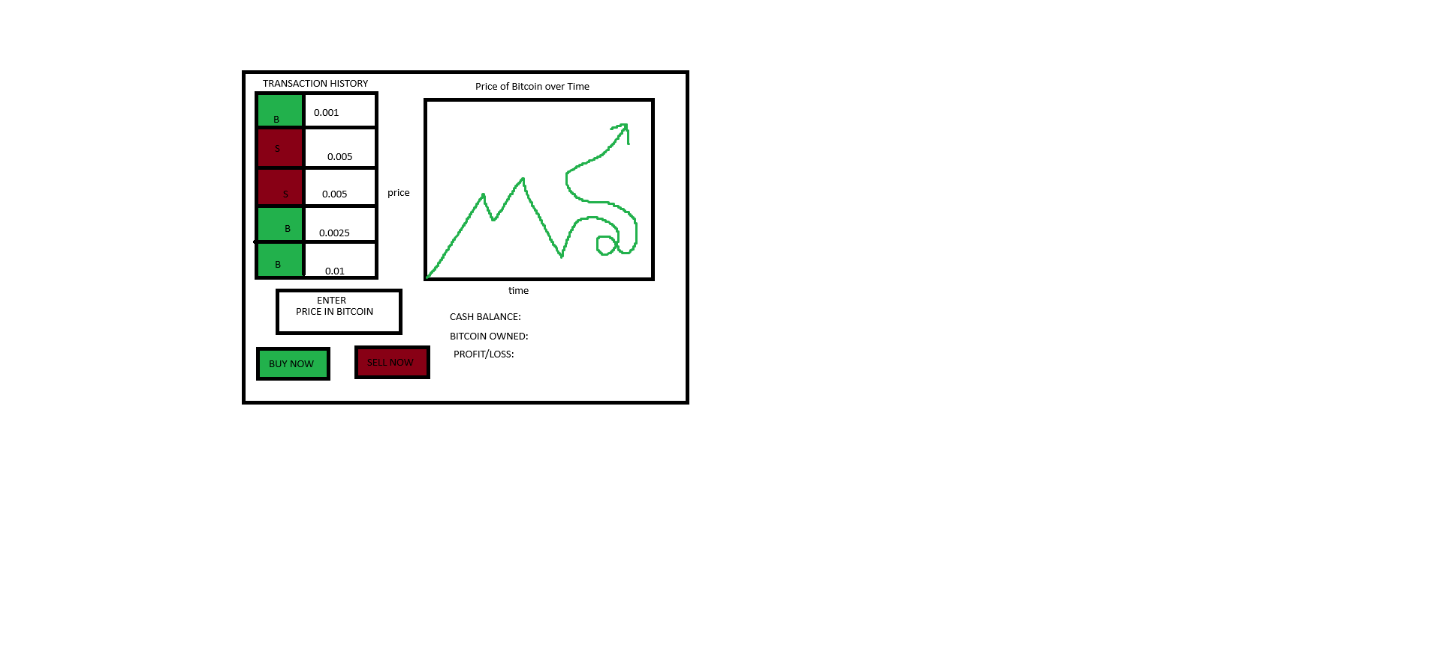 TRANSACTION HISTORY
B 0.001
S 0.005
S 0.005
B 0.0025
B 0.01
ENTER
PRICE IN BITCOIN
BUY NOW
SELL NOW
Price of Bitcoin over Time
price
time
CASH BALANCE:
BITCOIN OWNED:
PROFIT/LOSS: